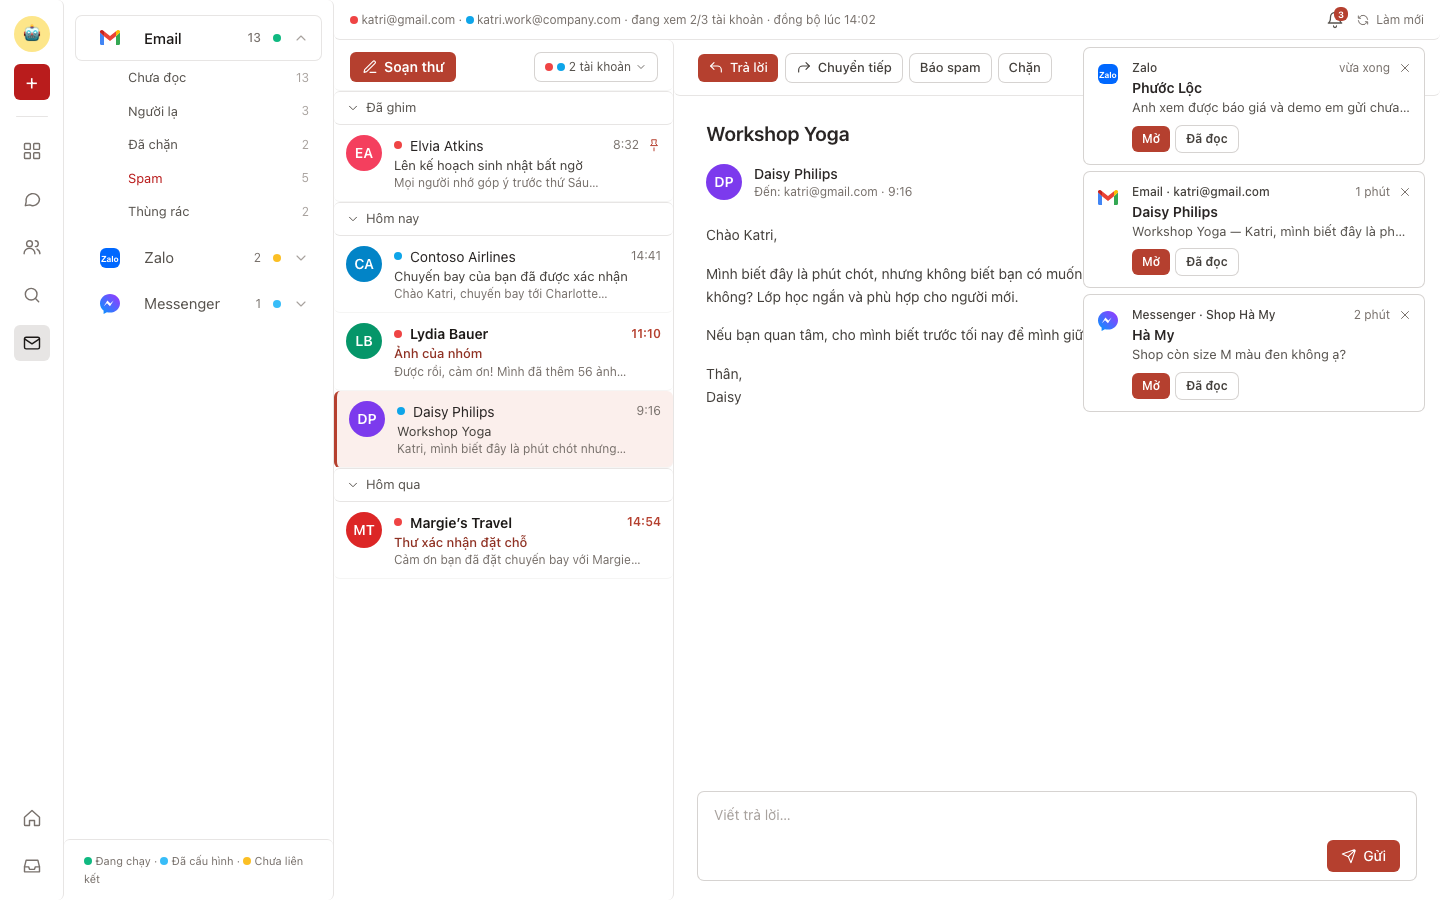 katri@gmail.com · katri.work@company.com · đang xem 2/3 tài khoản · đồng bộ lúc 14:02
3
Làm mới
Email
13
Chưa đọc
13
Người lạ
3
Đã chặn
2
Spam
5
Thùng rác
2
Zalo
Zalo
2
Messenger
1
Đang chạy · Đã cấu hình · Chưa liên
kết
Soạn thư
2 tài khoản
Đã ghim
EA
Elvia Atkins
8:32
Lên kế hoạch sinh nhật bất ngờ
Mọi người nhớ góp ý trước thứ Sáu...
Hôm nay
CA
Contoso Airlines
14:41
Chuyến bay của bạn đã được xác nhận
Chào Katri, chuyến bay tới Charlotte...
LB
Lydia Bauer
11:10
Ảnh của nhóm
Được rồi, cảm ơn! Mình đã thêm 56 ảnh...
DP
Daisy Philips
9:16
Workshop Yoga
Katri, mình biết đây là phút chót nhưng...
Hôm qua
MT
Margie’s Travel
14:54
Thư xác nhận đặt chỗ
Cảm ơn bạn đã đặt chuyến bay với Margie...
Trả lời
Chuyển tiếp
Báo spam
Chặn
Workshop Yoga
DP
Daisy Philips
Đến: katri@gmail.com · 9:16
Chào Katri,
Mình biết đây là phút chót, nhưng không biết bạn có muốn
không? Lớp học ngắn và phù hợp cho người mới.
Nếu bạn quan tâm, cho mình biết trước tối nay để mình giữ
Thân,
Daisy
Zalo
Zalo
vừa xong
Phước Lộc
Anh xem được báo giá và demo em gửi chưa...
Mở
Đã đọc
Email · katri@gmail.com
1 phút
Daisy Philips
Workshop Yoga — Katri, mình biết đây là ph...
Mở
Đã đọc
Messenger · Shop Hà My
2 phút
Hà My
Shop còn size M màu đen không ạ?
Mở
Đã đọc
Viết trả lời...
Gửi